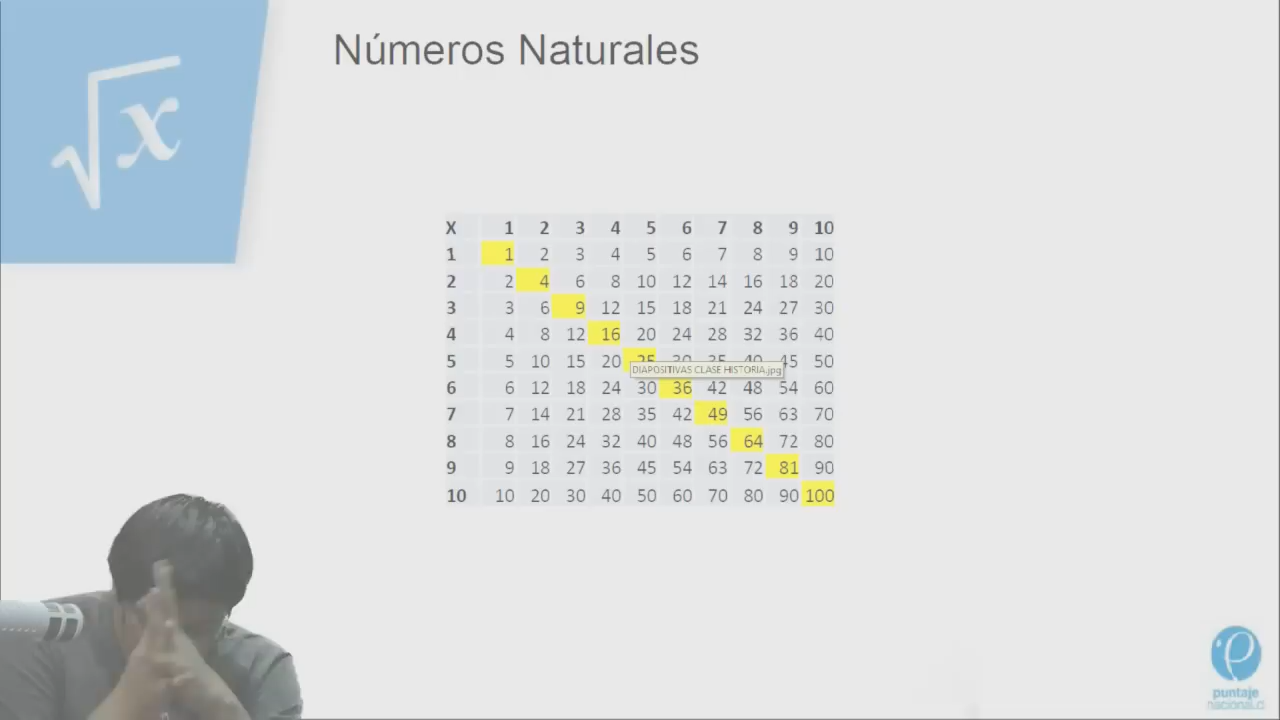 √x
Números Naturales
X 1 2 3 4 5 6 7 8 9 10
1 1 2 3 4 5 6 7 8 9 10
2 2 4 6 8 10 12 14 16 18 20
3 3 6 9 12 15 18 21 24 27 30
4 4 8 12 16 20 24 28 32 36 40
5 5 10 15 20 25 30 35 40 45 50
DIAPOSITIVAS CLASE HISTORIA.jpg
6 6 12 18 24 30 36 42 48 54 60
7 7 14 21 28 35 42 49 56 63 70
8 8 16 24 32 40 48 56 64 72 80
9 9 18 27 36 45 54 63 72 81 90
10 10 20 30 40 50 60 70 80 90 100
puntaje
nacional.cl